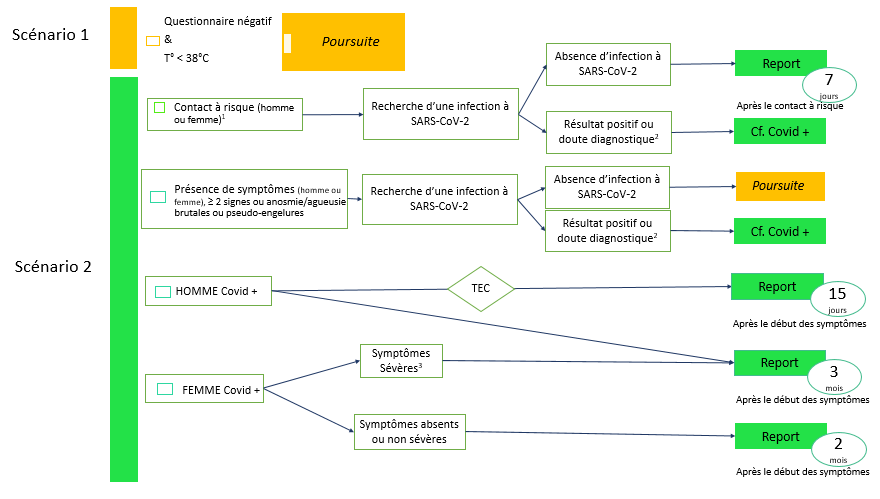 Scénario 1
Questionnaire négatif
&
T° < 38°C
Poursuite
Scénario 2
Contact à risque (homme
ou femme)1
Recherche d'une infection à
SARS-CoV-2
Absence d'infection à
SARS-CoV-2
Report
7
jours
Après le contact à risque
Résultat positif ou
doute diagnostique2
Cf. Covid +
Présence de symptômes (homme ou
femme), ≥ 2 signes ou anosmie/agueusie
brutales ou pseudo-engelures
Recherche d'une infection à
SARS-CoV-2
Absence d'infection à
SARS-CoV-2
Poursuite
Résultat positif ou
doute diagnostique2
Cf. Covid +
HOMME Covid +
TEC
Report
15
jours
Après le début des symptômes
Report
3
mois
Après le début des symptômes
FEMME Covid +
Symptômes
Sévères3
Symptômes absents
ou non sévères
Report
2
mois
Après le début des symptômes